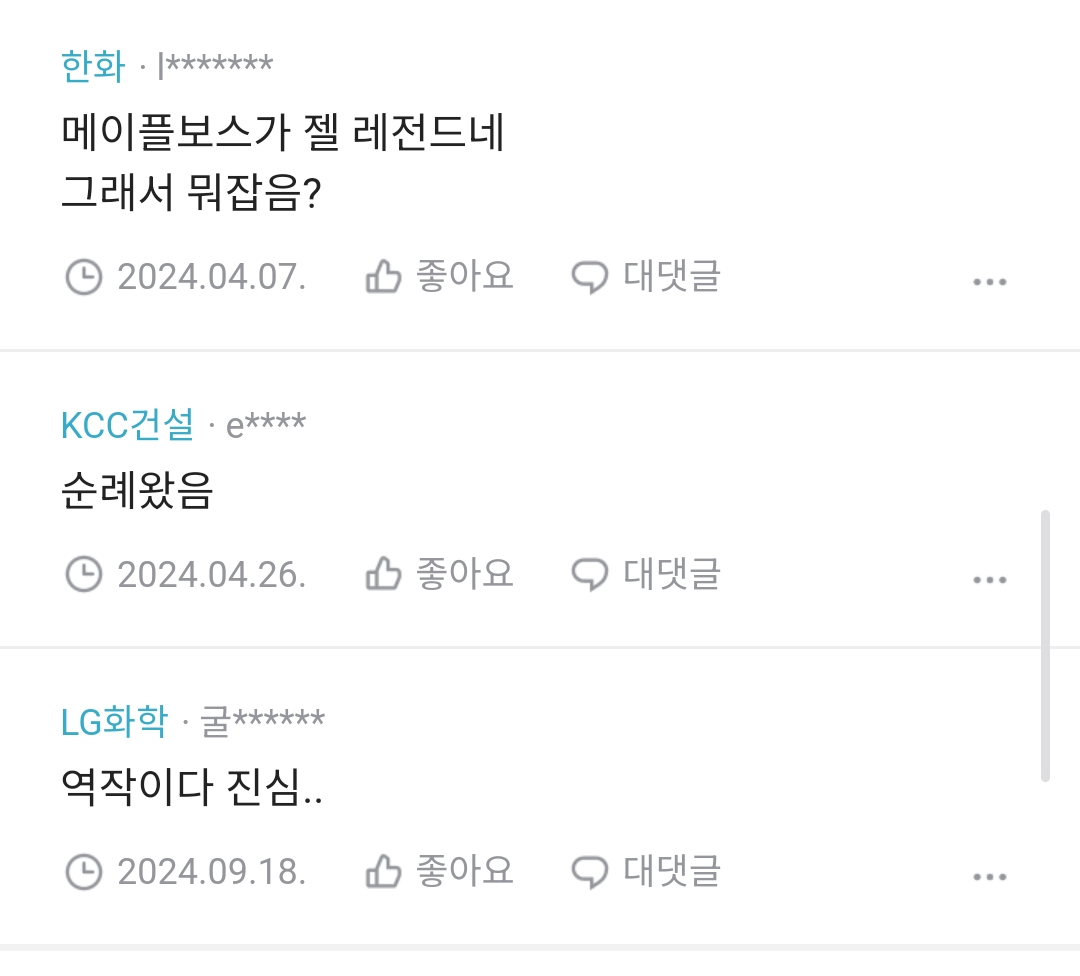 한화 · l*******
메이플보스가 젤 레전드네
그래서 뭐잡음?
2024.04.07. 좋아요 대댓글
KCC건설 · e****
순례왔음
2024.04.26. 좋아요 대댓글
LG화학 · 굴******
역작이다 진심..
2024.09.18. 좋아요 대댓글